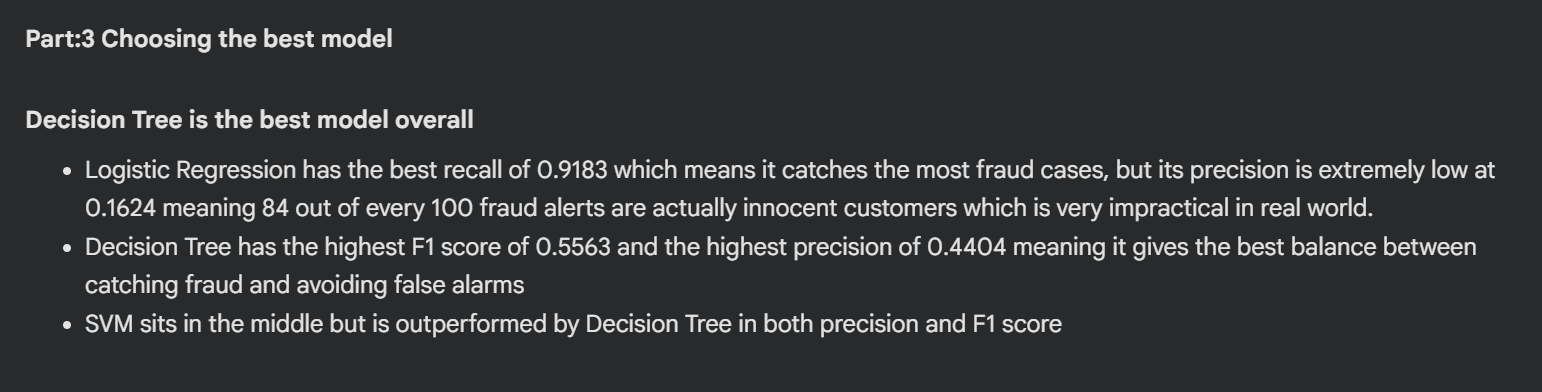 Part:3 Choosing the best model
Decision Tree is the best model overall
• Logistic Regression has the best recall of 0.9183 which means it catches the most fraud cases, but its precision is extremely low at
0.1624 meaning 84 out of every 100 fraud alerts are actually innocent customers which is very impractical in real world.
• Decision Tree has the highest F1 score of 0.5563 and the highest precision of 0.4404 meaning it gives the best balance between
catching fraud and avoiding false alarms
• SVM sits in the middle but is outperformed by Decision Tree in both precision and F1 score